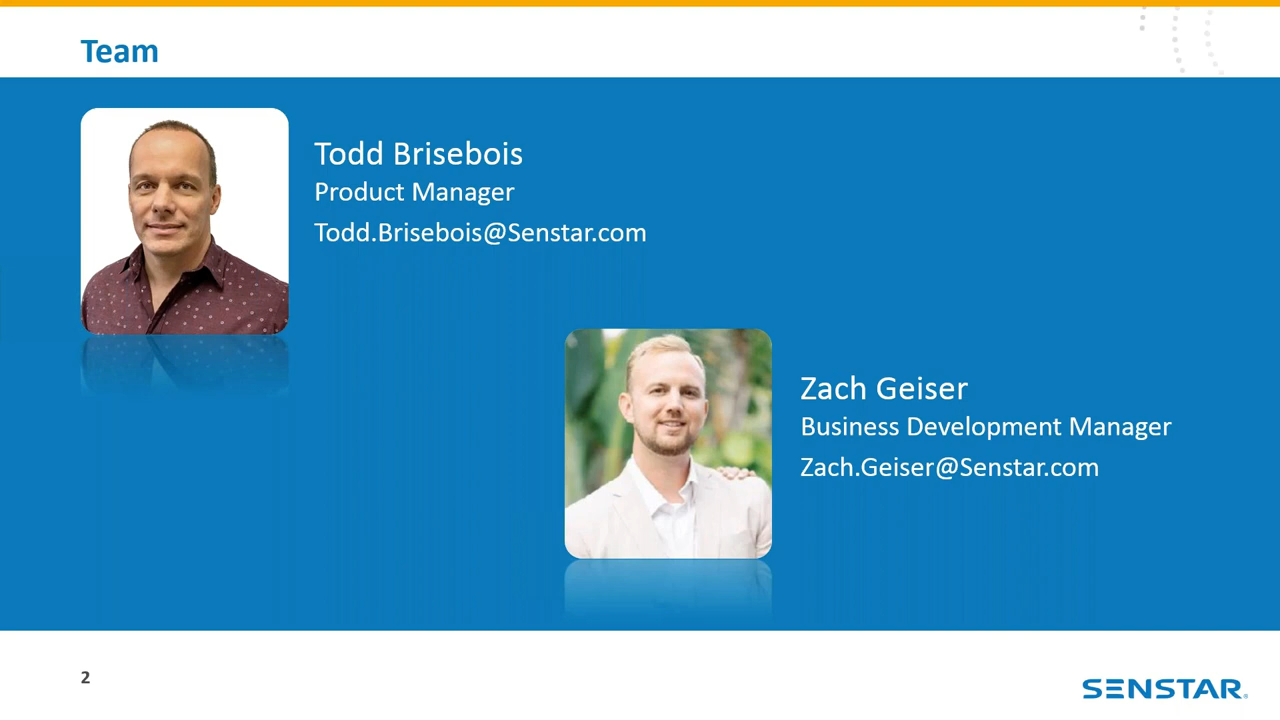 Team
Todd Brisebois
Product Manager
Todd.Brisebois@Senstar.com
Zach Geiser
Business Development Manager
Zach.Geiser@Senstar.com
2
SENSTAR®